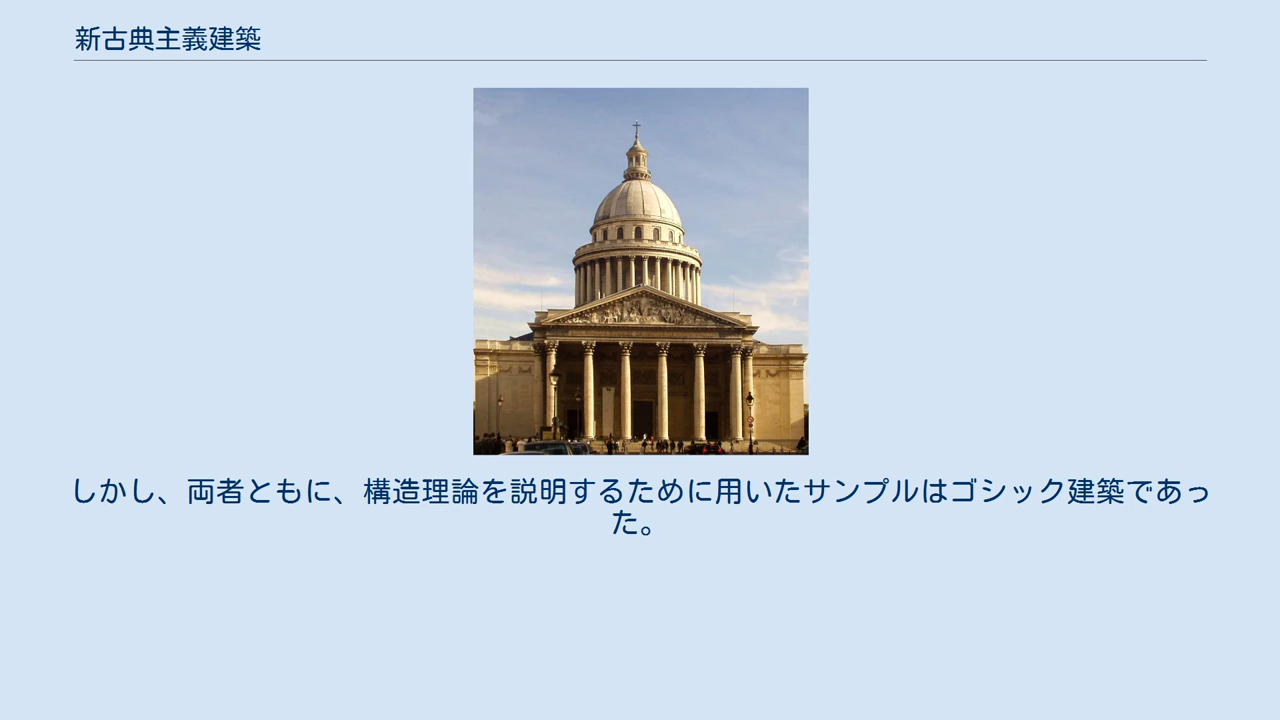 新古典主義建築
しかし、両者ともに、構造理論を説明するために用いたサンプルはゴシック建築であっ
た。